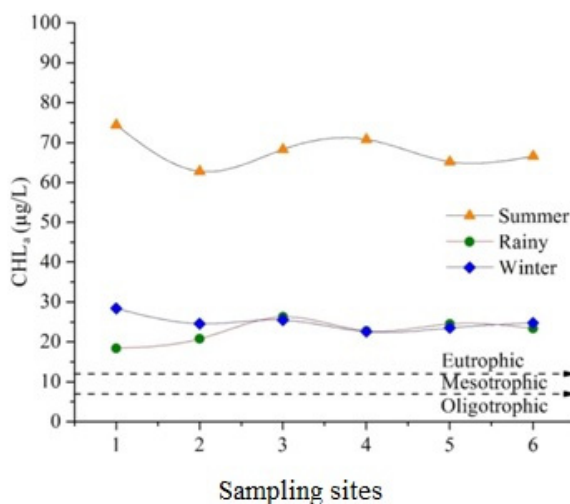 CHLa (µg/L)
100
90
80
70
60
50
40
30
20
10
0
Summer
Rainy
Winter
Eutrophic
Mesotrophic
Oligotrophic
1 2 3 4 5 6
Sampling sites